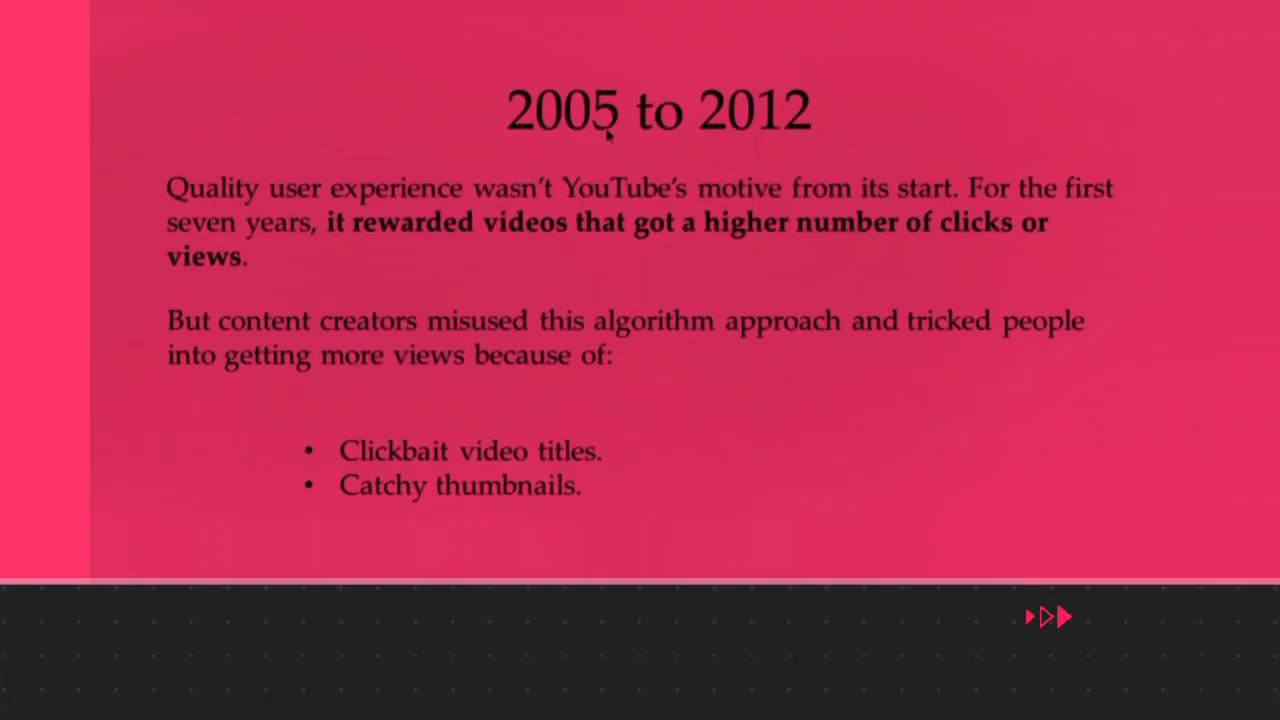 2005 to 2012
Quality user experience wasn't YouTube's motive from its start. For the first
seven years, it rewarded videos that got a higher number of clicks or
views.
But content creators misused this algorithm approach and tricked people
into getting more views because of:
• Clickbait video titles.
• Catchy thumbnails.